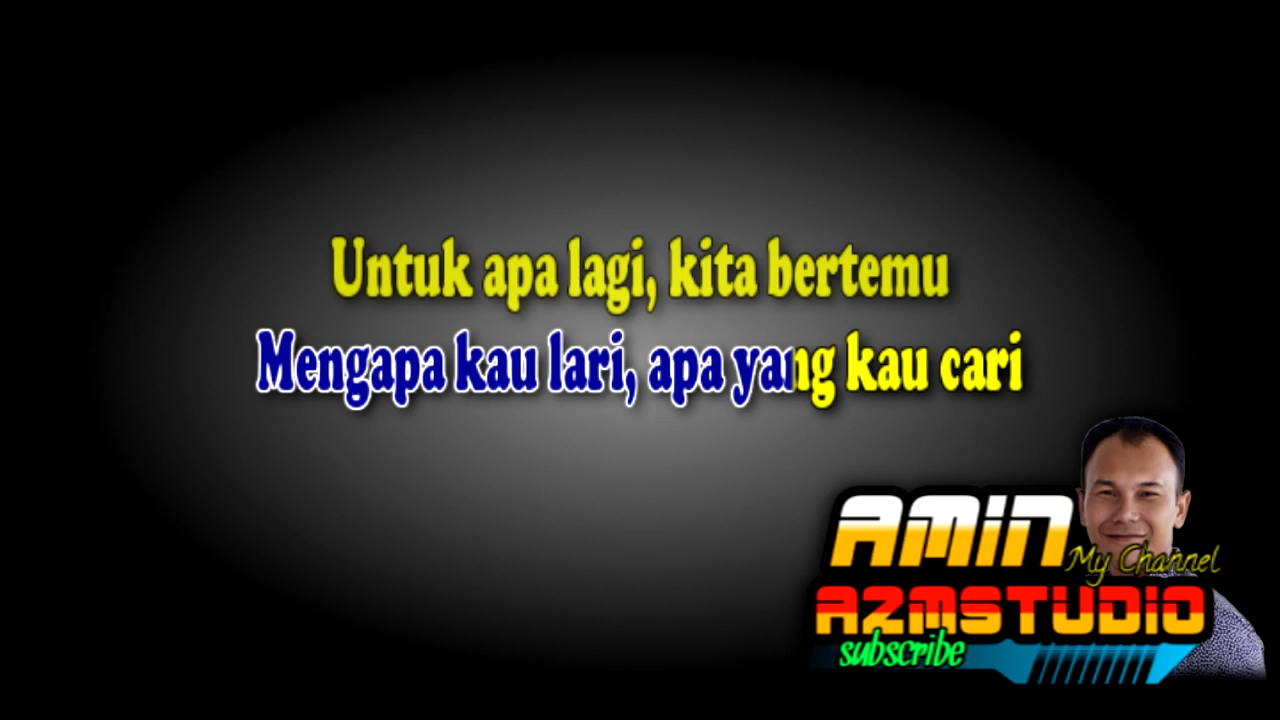 Untuk apa lagi, kita bertemu
Mengapa kau lari, apa yang kau cari
AMiN
My Channel
AZMSTUDiO
subscribe